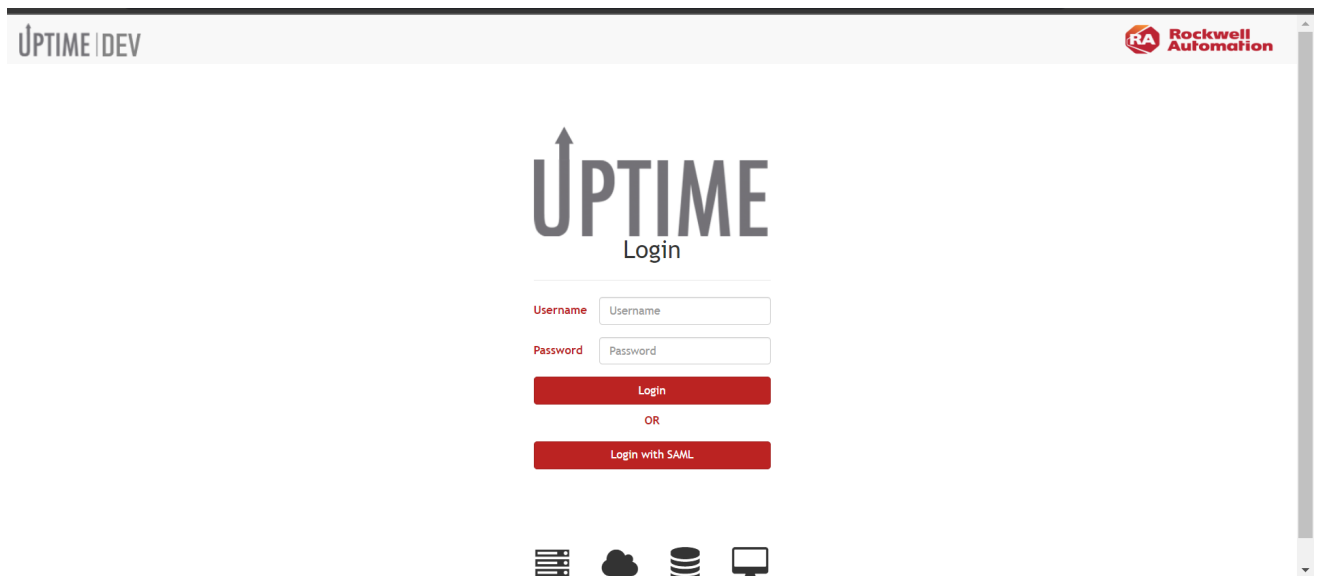 UPTIME | DEV
RA Rockwell Automation
UPTIME
Login
Username Username
Password Password
Login
OR
Login with SAML